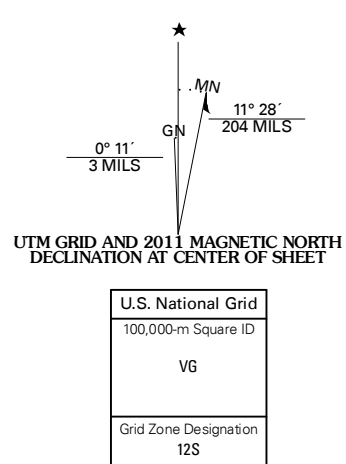 MN
GN
11° 28´
204 MILS
0° 11´
3 MILS
UTM GRID AND 2011 MAGNETIC NORTH
DECLINATION AT CENTER OF SHEET
U.S. National Grid
100,000-m Square ID
VG
Grid Zone Designation
12S